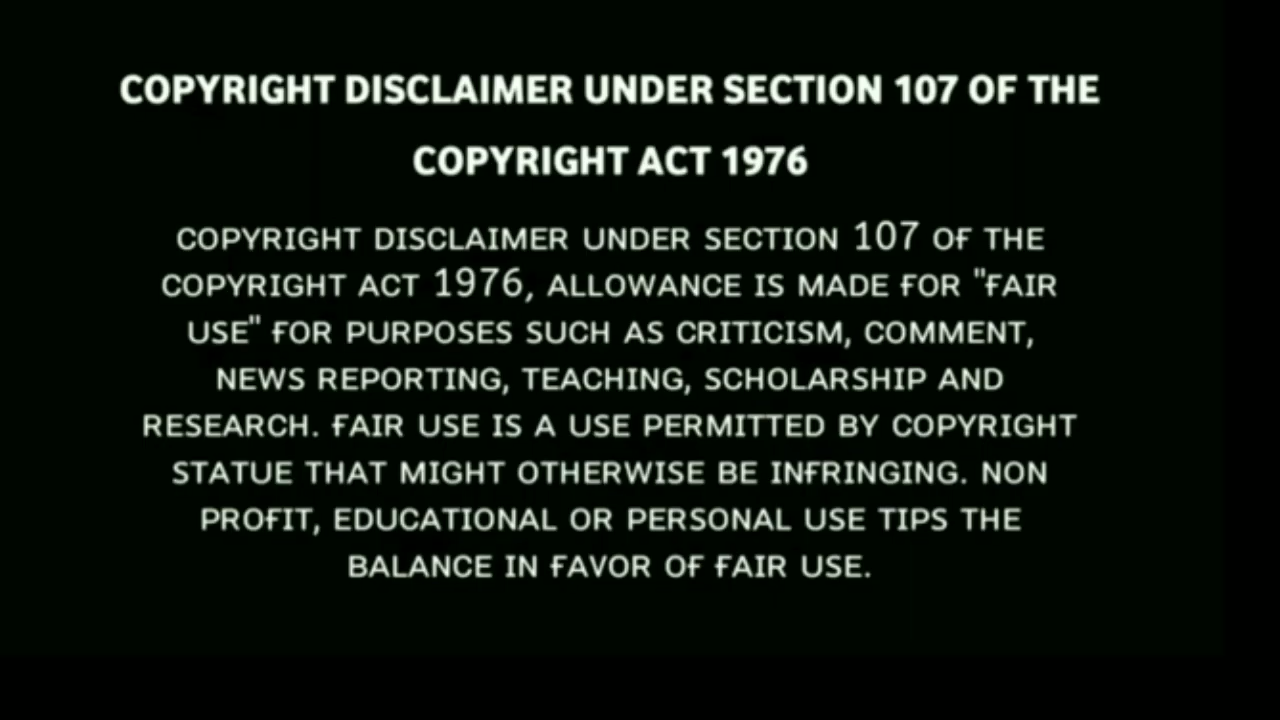 COPYRIGHT DISCLAIMER UNDER SECTION 107 OF THE
COPYRIGHT ACT 1976
COPYRIGHT DISCLAIMER UNDER SECTION 107 OF THE
COPYRIGHT ACT 1976, ALLOWANCE IS MADE FOR "FAIR
USE" FOR PURPOSES SUCH AS CRITICISM, COMMENT,
NEWS REPORTING, TEACHING, SCHOLARSHIP AND
RESEARCH. FAIR USE IS A USE PERMITTED BY COPYRIGHT
STATUE THAT MIGHT OTHERWISE BE INFRINGING. NON
PROFIT, EDUCATIONAL OR PERSONAL USE TIPS THE
BALANCE IN FAVOR OF FAIR USE.